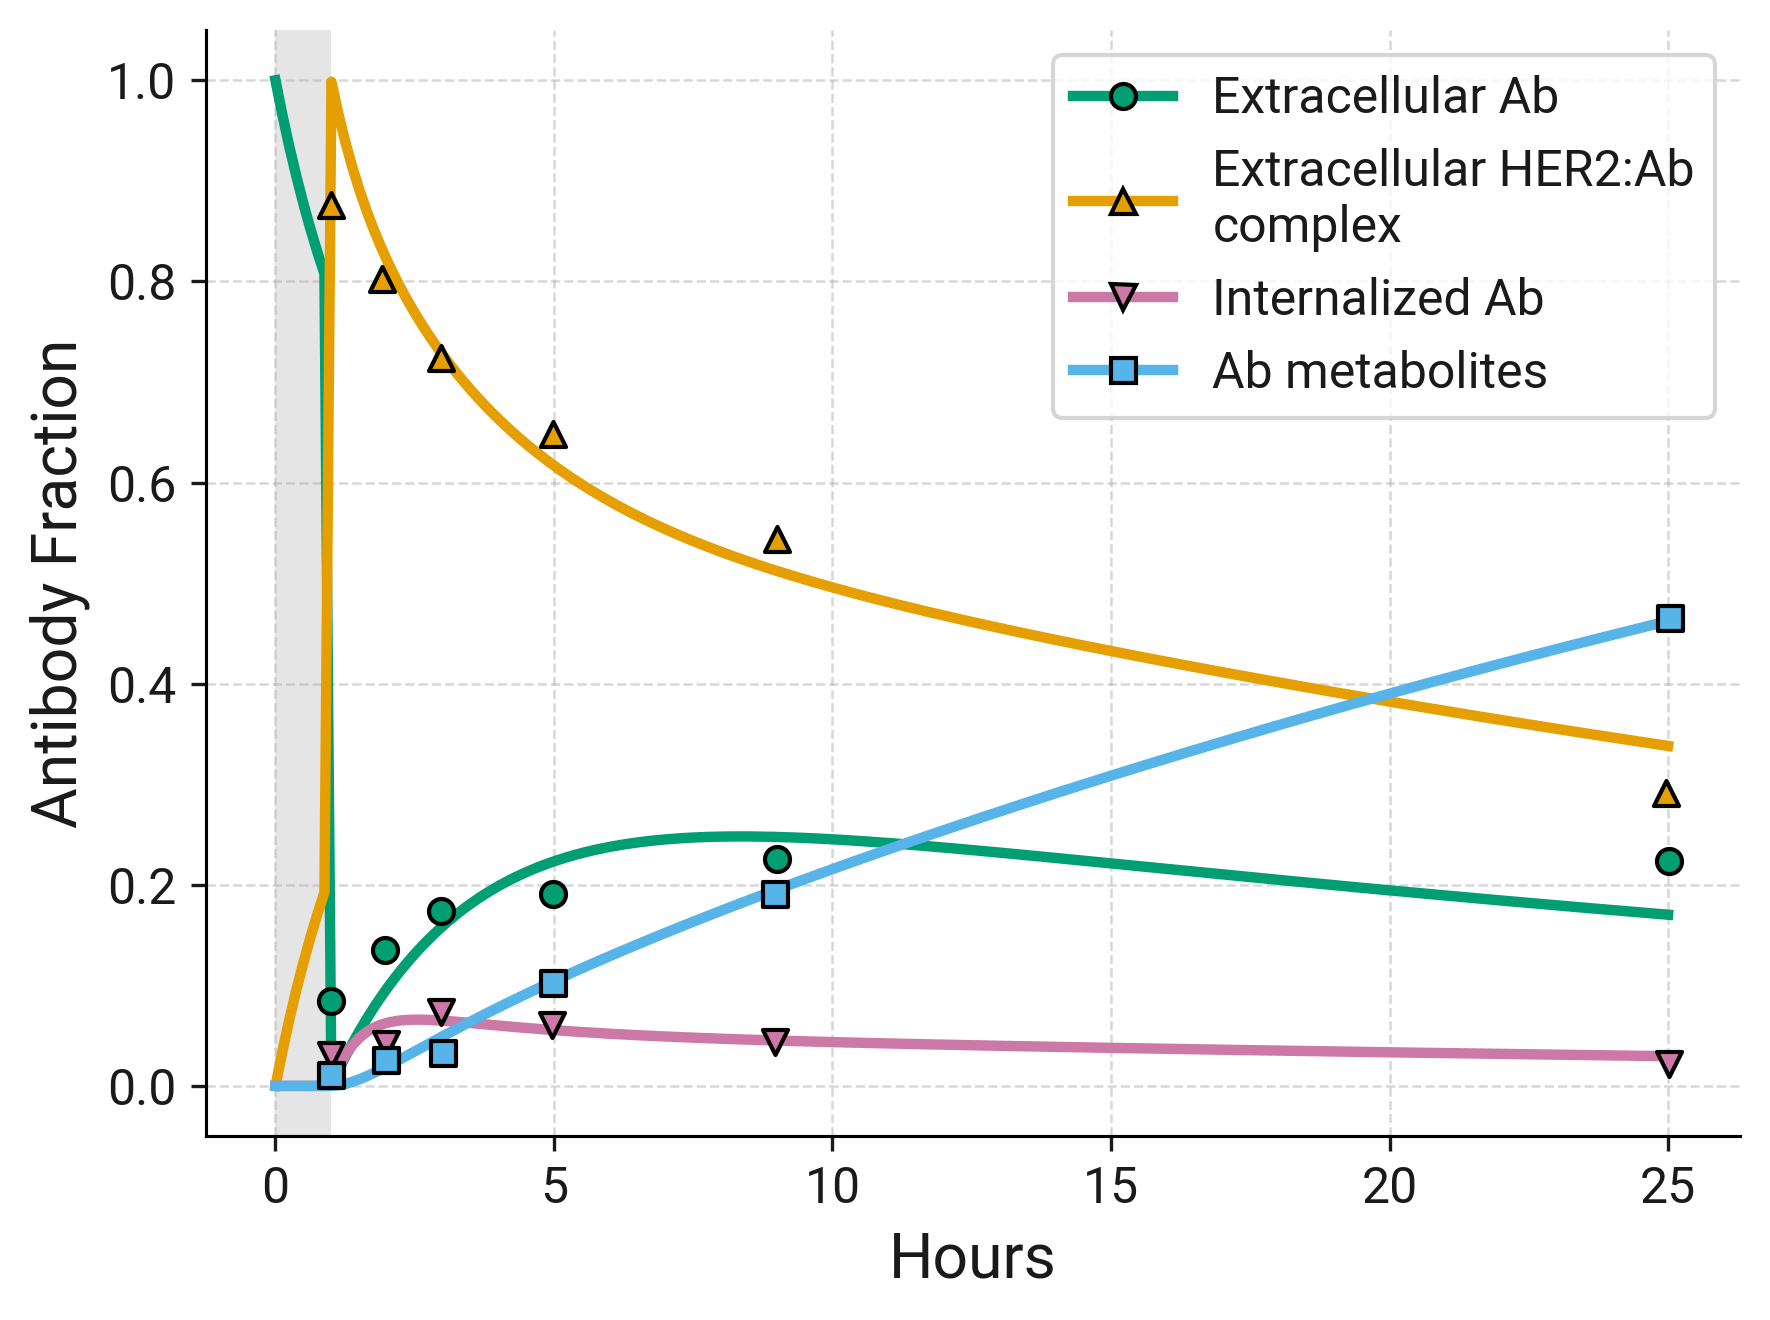 1.0
0.8
0.6
0.4
0.2
0.0
Antibody Fraction
0 5 10 15 20 25
Hours
Extracellular Ab
Extracellular HER2:Ab
complex
Internalized Ab
Ab metabolites